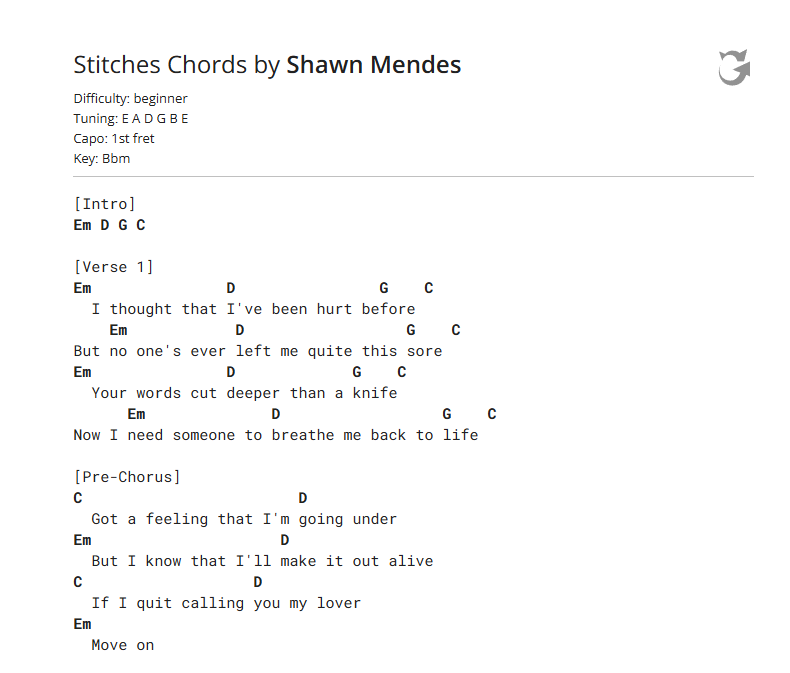 Stitches Chords by Shawn Mendes
Difficulty: beginner
Tuning: E A D G B E
Capo: 1st fret
Key: Bbm
[Intro]
Em D G C
[Verse 1]
Em D G C
I thought that I've been hurt before
Em D G C
But no one's ever left me quite this sore
Em D G C
Your words cut deeper than a knife
Em D G C
Now I need someone to breathe me back to life
[Pre-Chorus]
C D
Got a feeling that I'm going under
Em D
But I know that I'll make it out alive
C D
If I quit calling you my lover
Em
Move on